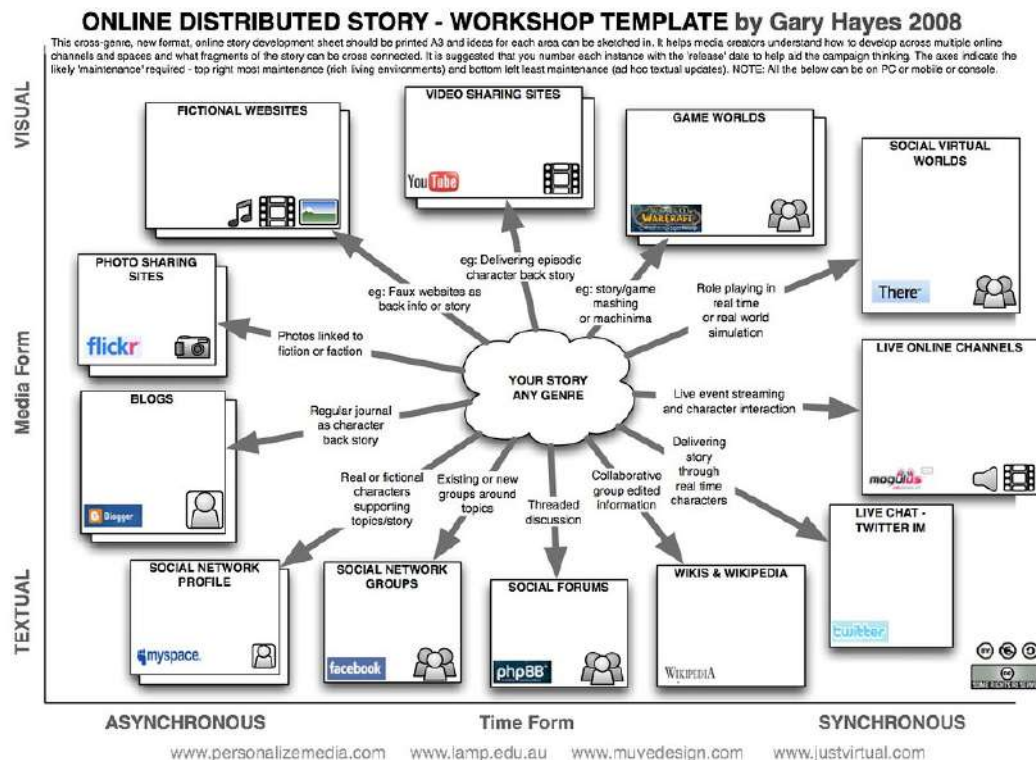 ONLINE DISTRIBUTED STORY - WORKSHOP TEMPLATE by Gary Hayes 2008
This cross-genre, new format, online story development sheet should be printed A3 and ideas for each area can be sketched in. It helps media creators understand how to develop across multiple online
channels and spaces and what fragments of the story can be cross connected. It is suggested that you number each instance with the 'release' date to help aid the campaign thinking. The axes indicate the
likely 'maintenance' required - top right most maintenance (rich living environments) and bottom left least maintenance (ad hoc textual updates). NOTE: All the below can be on PC or mobile or console.
VISUAL
Media Form
TEXTUAL
FICTIONAL WEBSITES
VIDEO SHARING SITES
You Tube
GAME WORLDS
WARCRAFT
SOCIAL VIRTUAL
WORLDS
There
PHOTO SHARING
SITES
flickr
eg: Faux websites as
back info or story
eg: Delivering episodic
character back story
eg: story/game
mashing
or machinima
Role playing in
real time
or real world
simulation
Photos linked to
fiction or faction
YOUR STORY
ANY GENRE
LIVE ONLINE CHANNELS
mogulus
Live event streaming
and character interaction
BLOGS
Blogger
Regular journal
as character
back story
Real or fictional
characters
supporting
topics/story
Existing or new
groups around
topics
Threaded
discussion
Collaborative
group edited
information
Delivering
story
through
real time
characters
LIVE CHAT -
TWITTER IM
twitter
SOCIAL NETWORK
PROFILE
myspace.
SOCIAL NETWORK
GROUPS
facebook
SOCIAL FORUMS
phpBB
WIKIS & WIKIPEDIA
WIKIPEDIA
cc
SOME RIGHTS RESERVED
ASYNCHRONOUS
Time Form
SYNCHRONOUS
www.personalizemedia.com www.lamp.edu.au www.muvedesign.com www.justvirtual.com